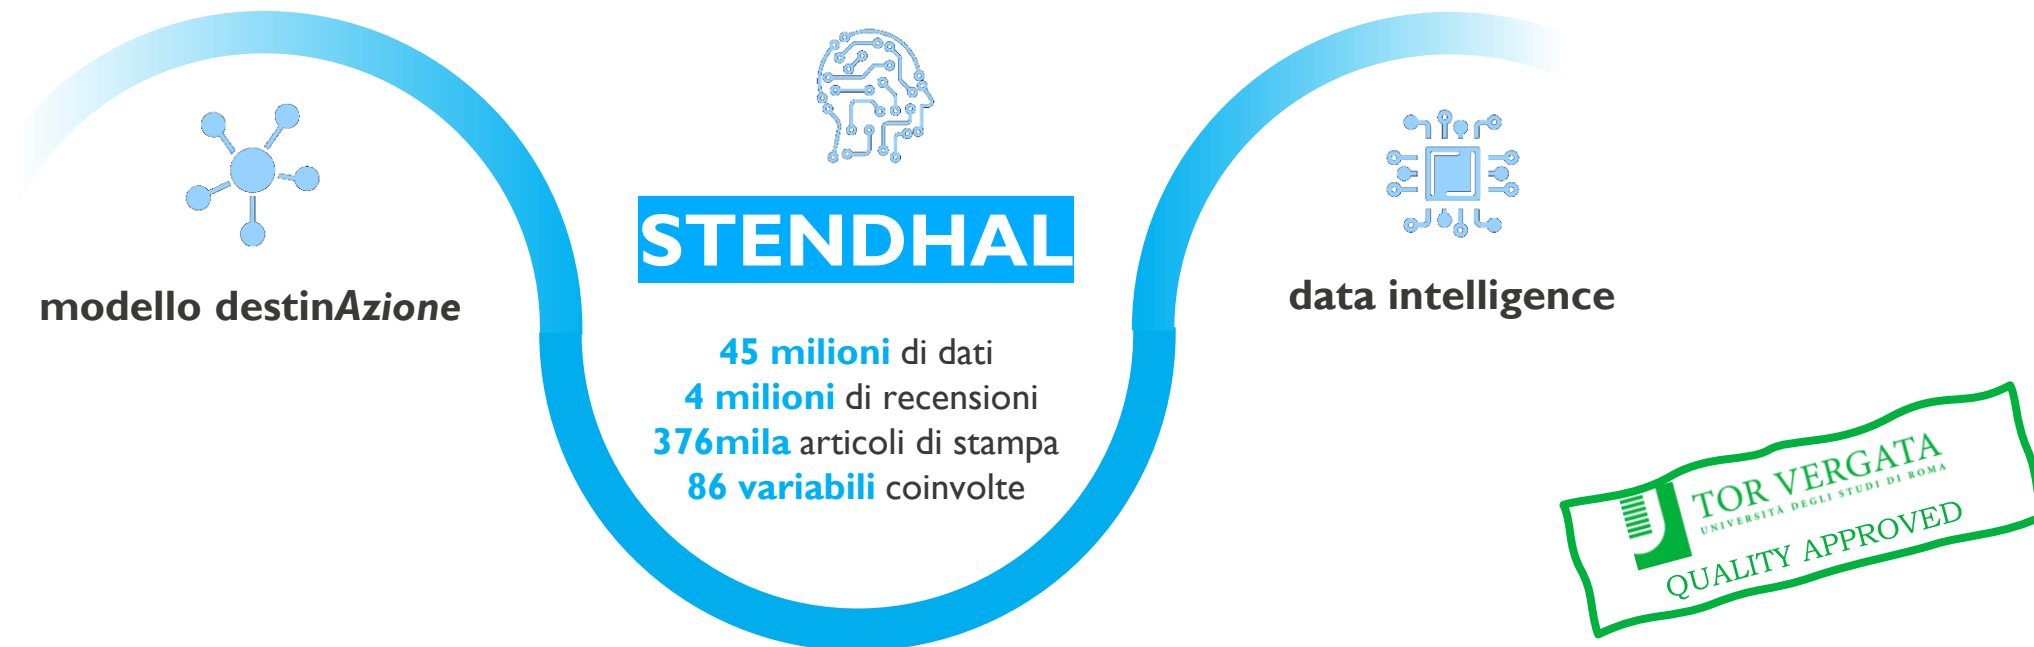 modello destinAzione
STENDHAL
45 milioni di dati
4 milioni di recensioni
376mila articoli di stampa
86 variabili coinvolte
data intelligence
TOR VERGATA
UNIVERSITÀ DEGLI STUDI DI ROMA
QUALITY APPROVED